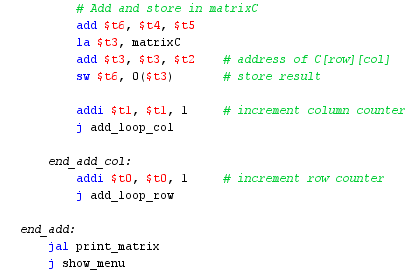 # Add and store in matrixC
add $t6, $t4, $t5
la $t3, matrixC
add $t3, $t3, $t2 # address of C[row][col]
sw $t6, 0($t3) # store result
addi $t1, $t1, 1 # increment column counter
j add_loop_col
end_add_col:
addi $t0, $t0, 1 # increment row counter
j add_loop_row
end_add:
jal print_matrix
j show_menu